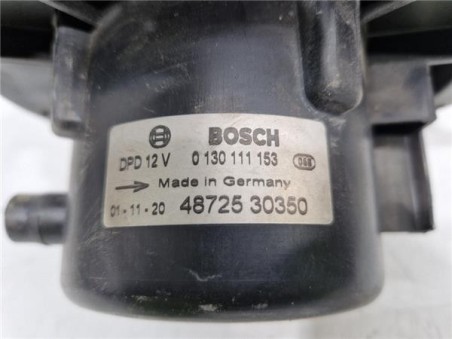 BOSCH
DPD 12 V 0 130 111 153
Made in Germany
01-11-20 48725 30350